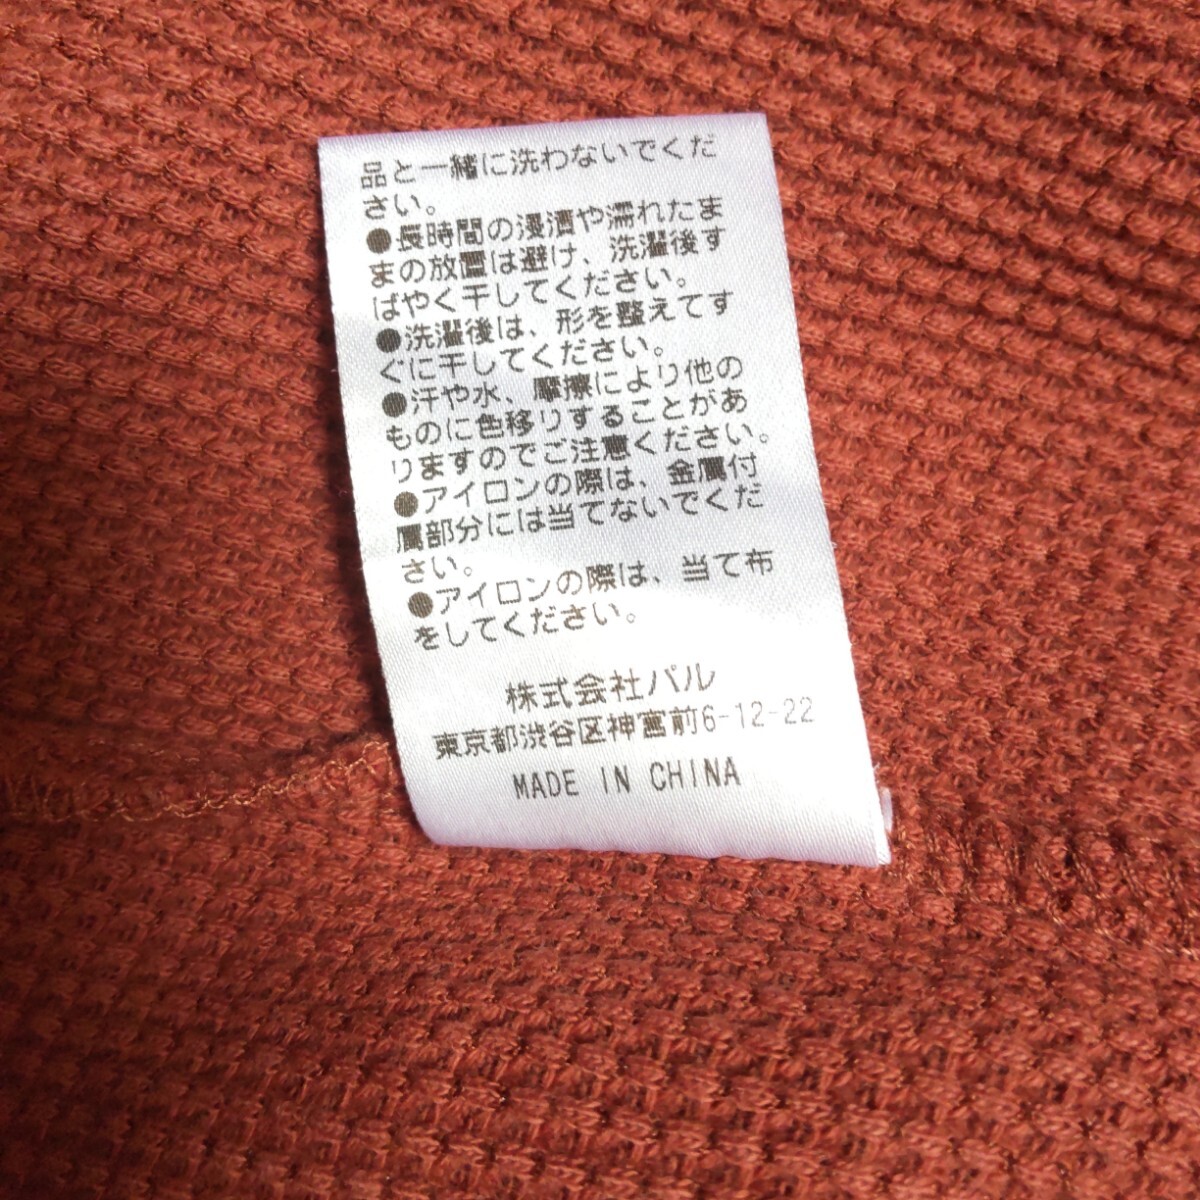 品と一緒に洗わないでくだ
さい。
●長時間の浸漬や濡れたま
まの放置は避け、洗濯後す
ばやく干してください。
●洗濯後は、形を整えてす
ぐに干してください。
●汗や水、摩擦により他の
ものに色移りすることがあ
りますのでご注意ください。
●アイロンの際は、金属付
属部分には当てないでくだ
さい。
●アイロンの際は、当て布
をしてください。
株式会社パル
東京都渋谷区神宮前6-12-22
MADE IN CHINA